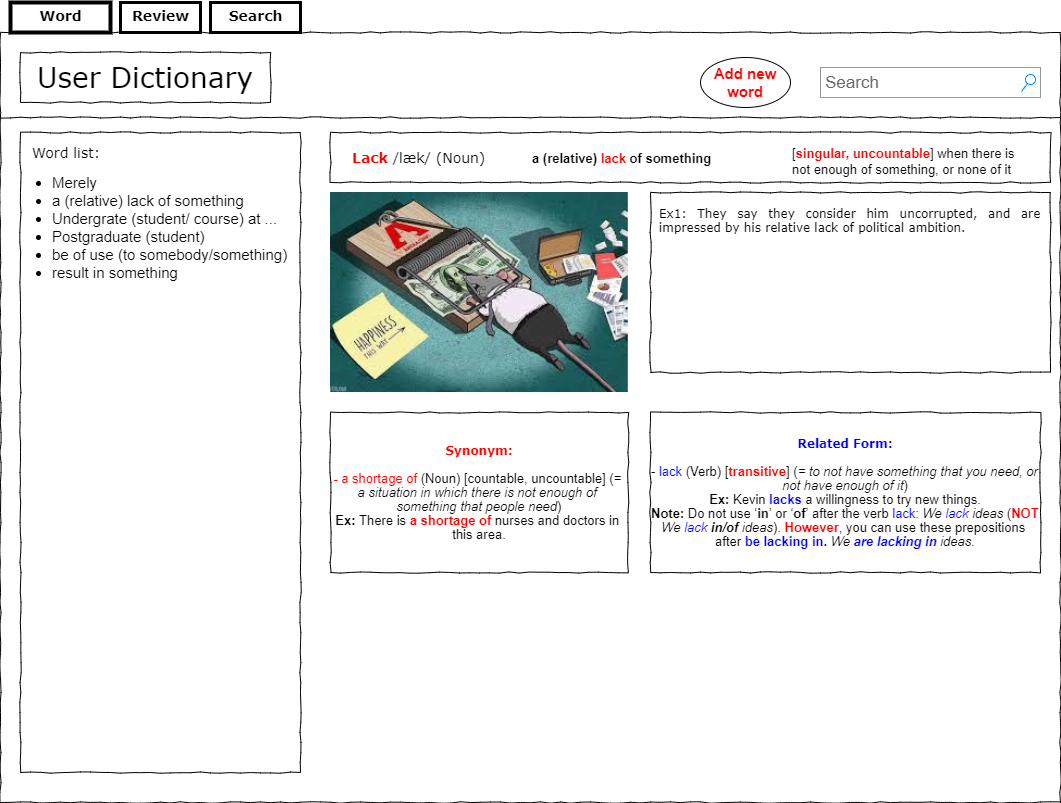 Word
Review
Search
User Dictionary
Add new
word
Search
Word list:
Merely
a (relative) lack of something
Undergrate (student/ course) at ...
Postgraduate (student)
be of use (to somebody/something)
result in something
Lack /læk/ (Noun)
a (relative) lack of something
[singular, uncountable] when there is
not enough of something, or none of it
A
HAPPINESS
THIS WAY
Ex1: They say they consider him uncorrupted, and are
impressed by his relative lack of political ambition.
Synonym:
- a shortage of (Noun) [countable, uncountable] (=
a situation in which there is not enough of
something that people need)
Ex: There is a shortage of nurses and doctors in
this area.
Related Form:
- lack (Verb) [transitive] (= to not have something that you need, or
not have enough of it)
Ex: Kevin lacks a willingness to try new things.
Note: Do not use ‘in’ or ‘of’ after the verb lack: We lack ideas (NOT
We lack in/of ideas). However, you can use these prepositions
after be lacking in. We are lacking in ideas.